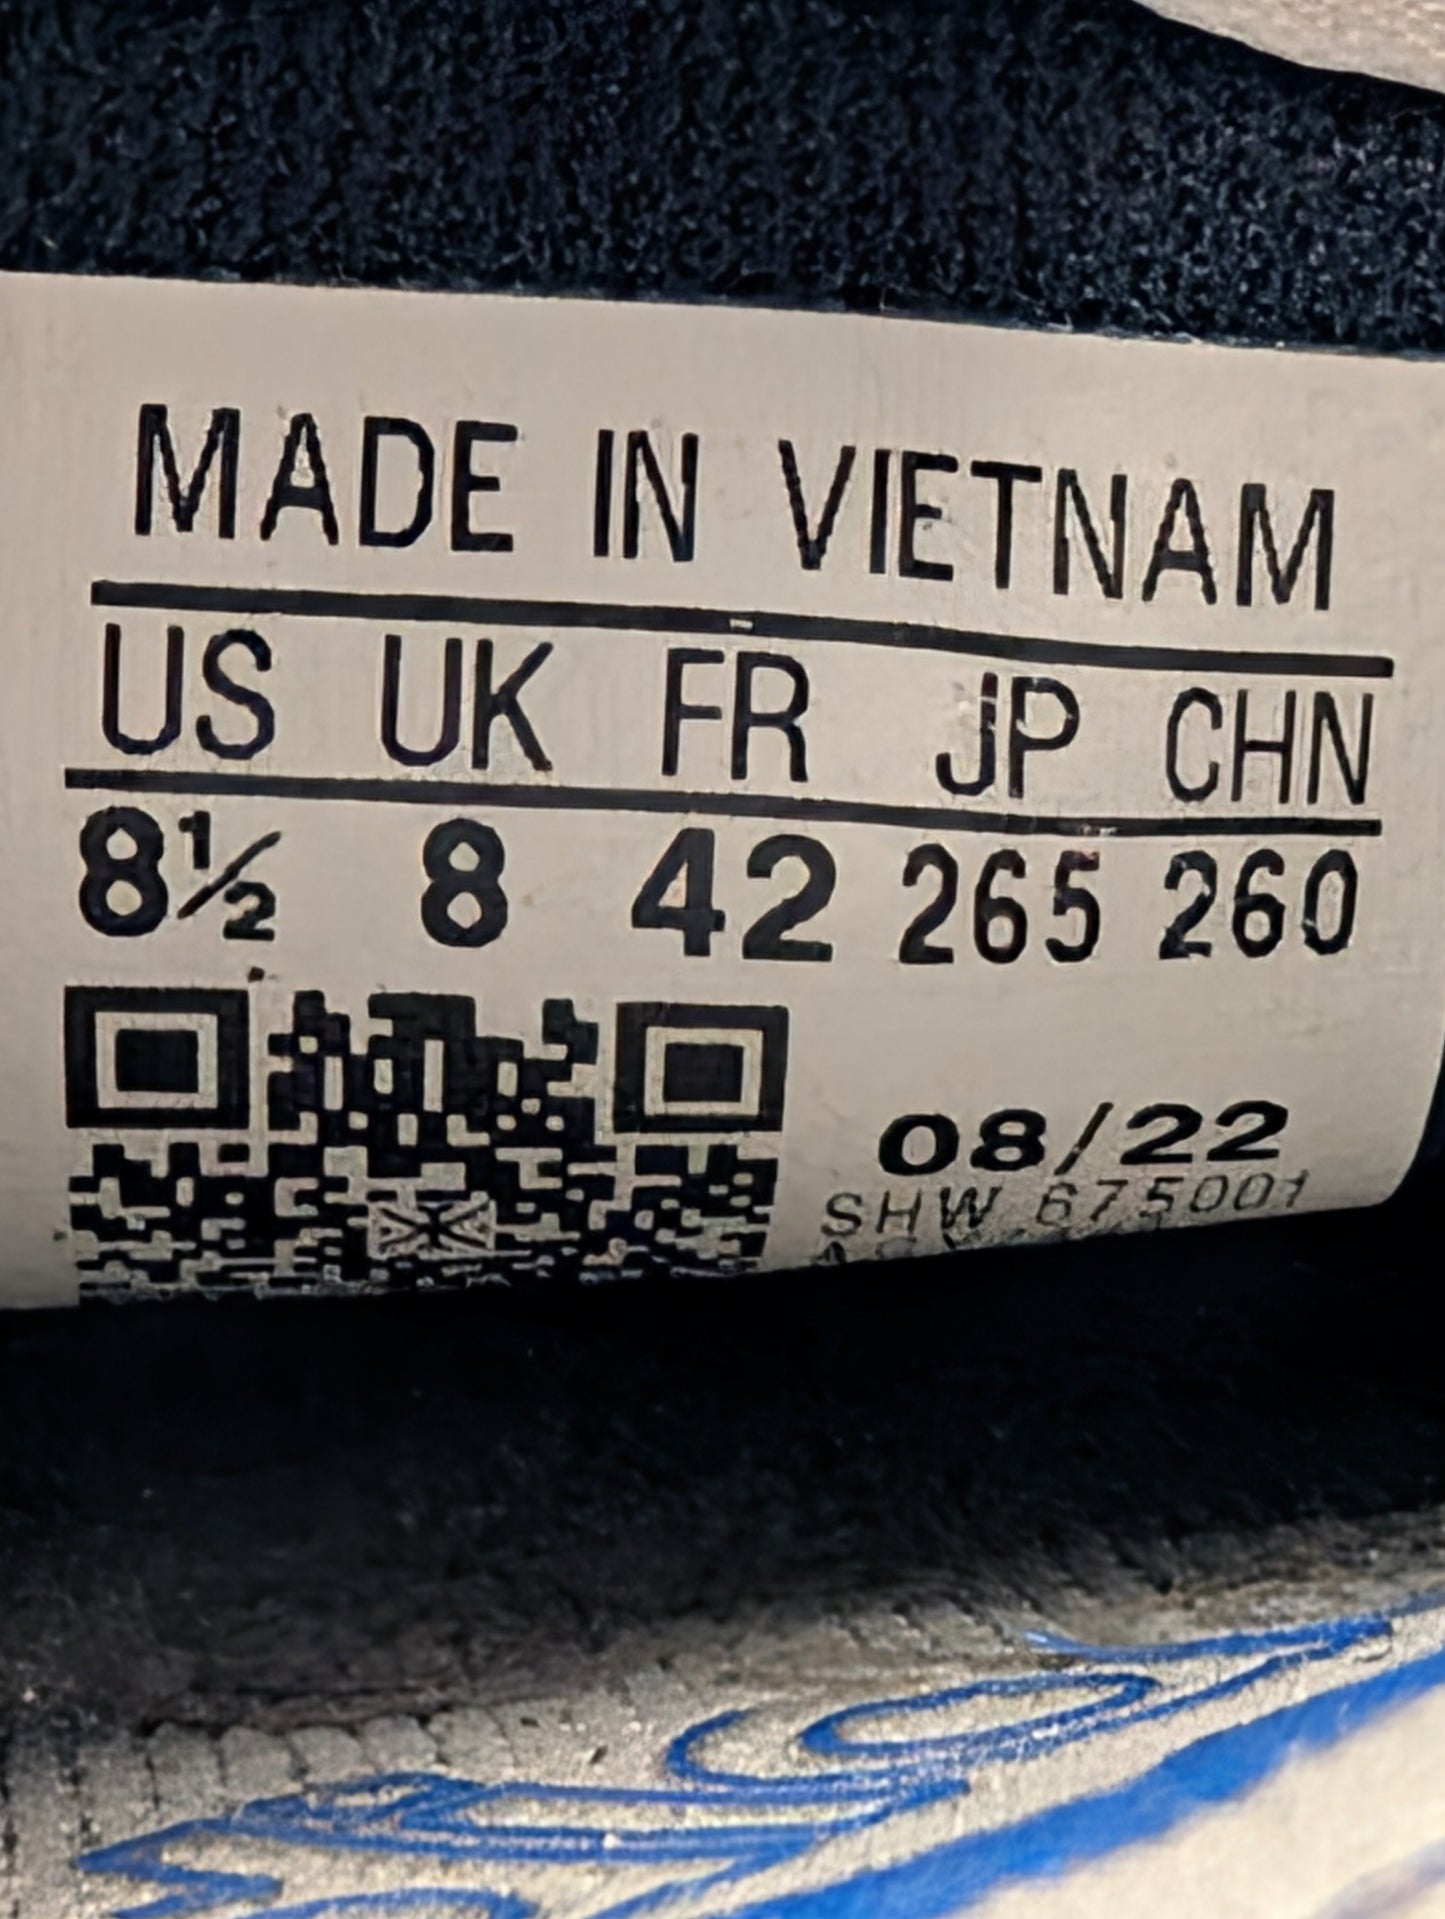 MADE IN VIETNAM
US UK FR JP CHN
8½ 8 42 265 260
08/22
SHW 675001